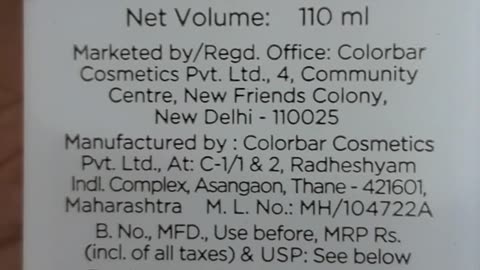 Net Volume: 110 ml
Marketed by/Regd. Office: Colorbar
Cosmetics Pvt. Ltd., 4, Community
Centre, New Friends Colony,
New Delhi - 110025
Manufactured by : Colorbar Cosmetics
Pvt. Ltd., At: C-1/1 & 2, Radheshyam
Indl. Complex, Asangaon, Thane - 421601,
Maharashtra M. L. No.: MH/104722A
B. No., MFD., Use before, MRP Rs.
(incl. of all taxes) & USP: See below